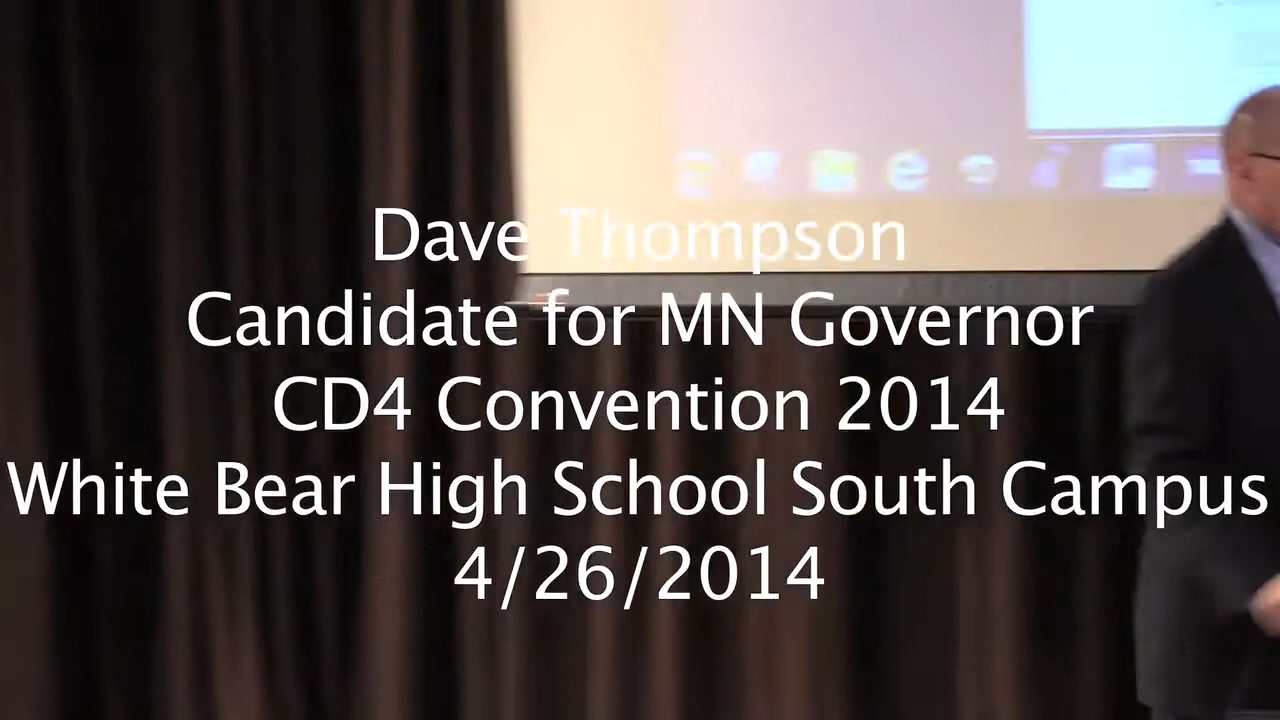 Dave Thompson
Candidate for MN Governor
CD4 Convention 2014
White Bear High School South Campus
4/26/2014